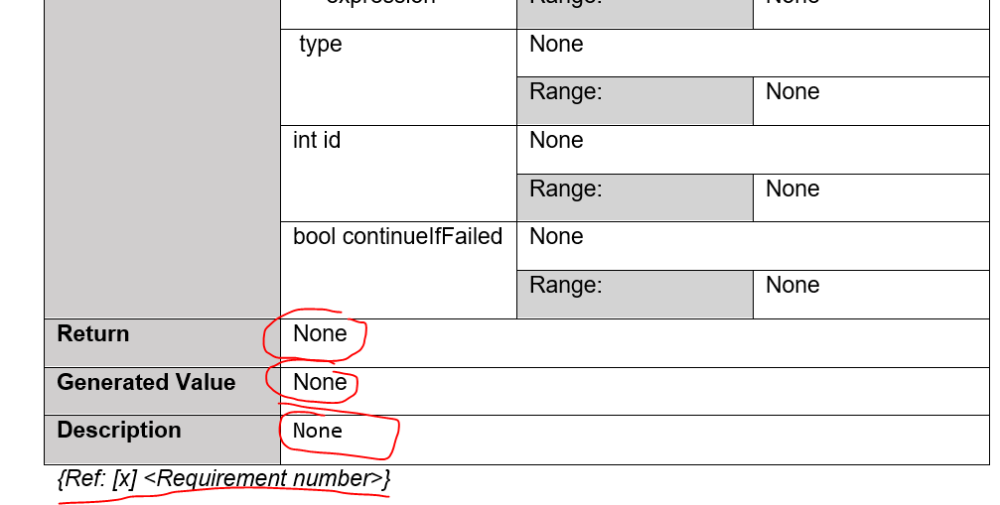 expression Range: None
type None
Range: None
int id None
Range: None
bool continueIfFailed None
Range: None
Return None
Generated Value None
Description None
{Ref: [x] <Requirement number>}